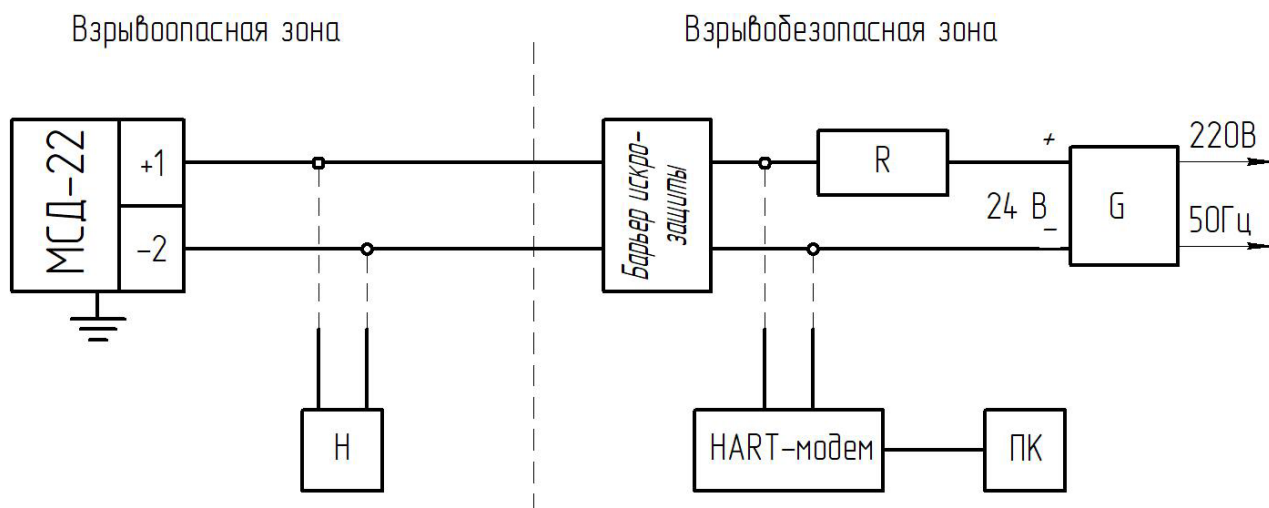 Взрывоопасная зона
Взрывобезопасная зона
МСД-22
+1
-2
Барьер искро-
защиты
R
+
24 В
-
G
220В
50Гц
H
HART-модем
ПК